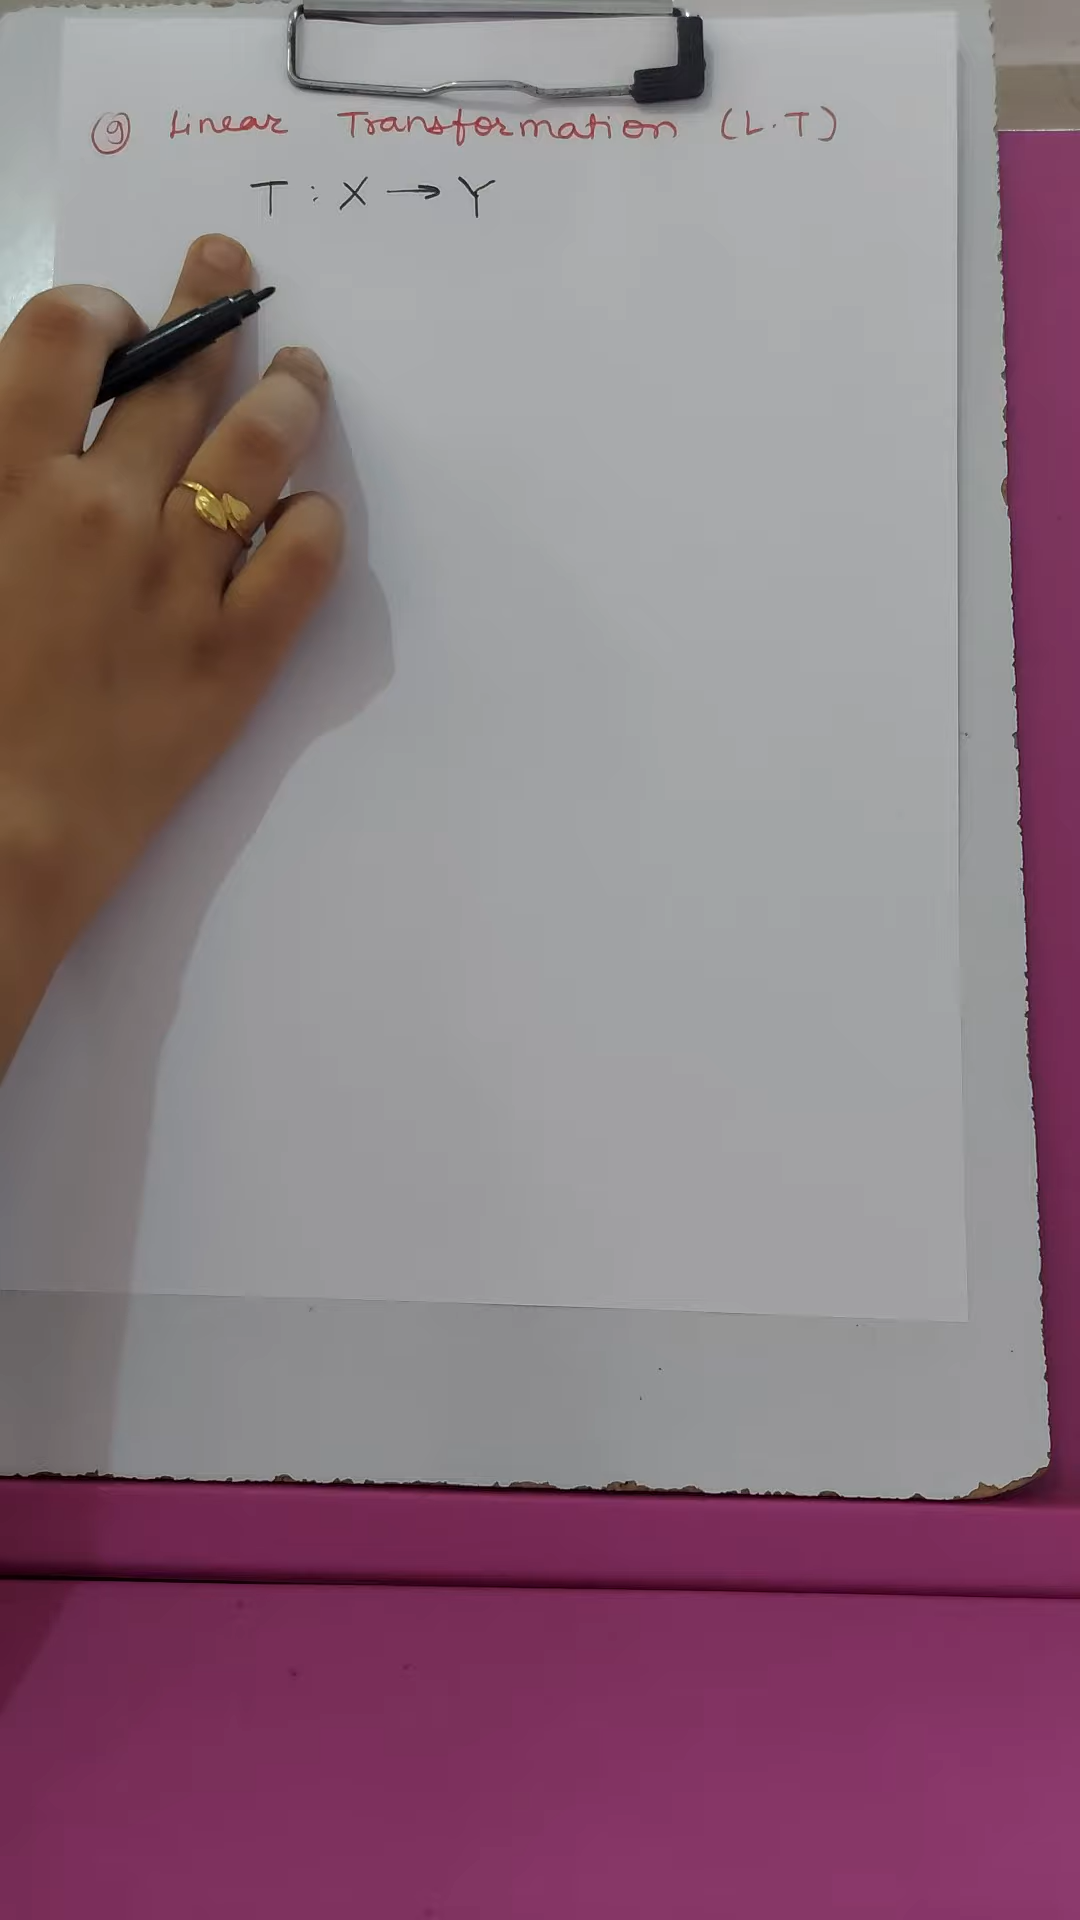 ⑨ Linear Transformation (L.T)
T : X → Y